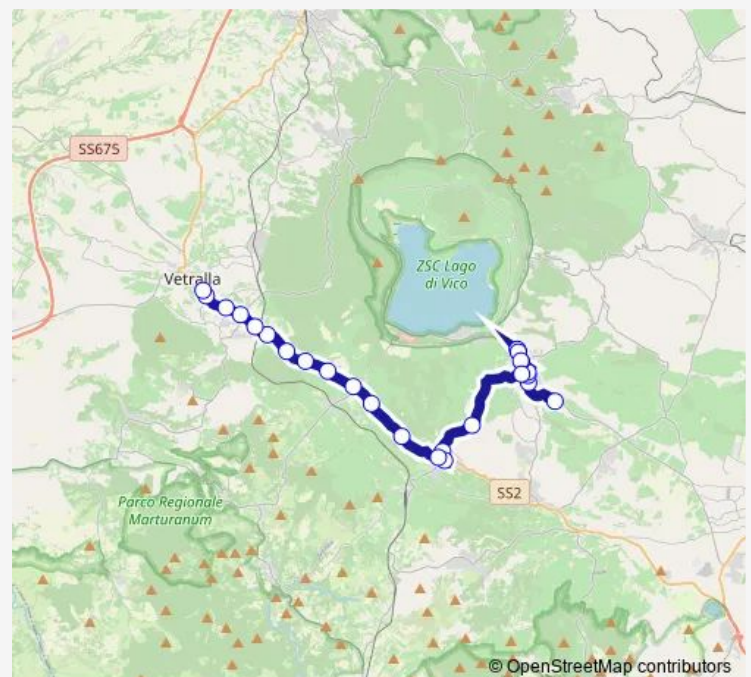 SS675
Vetralla
ZSC Lago
di Vico
Parco Regionale
Marturanum
SS2
© OpenStreetMap contributors